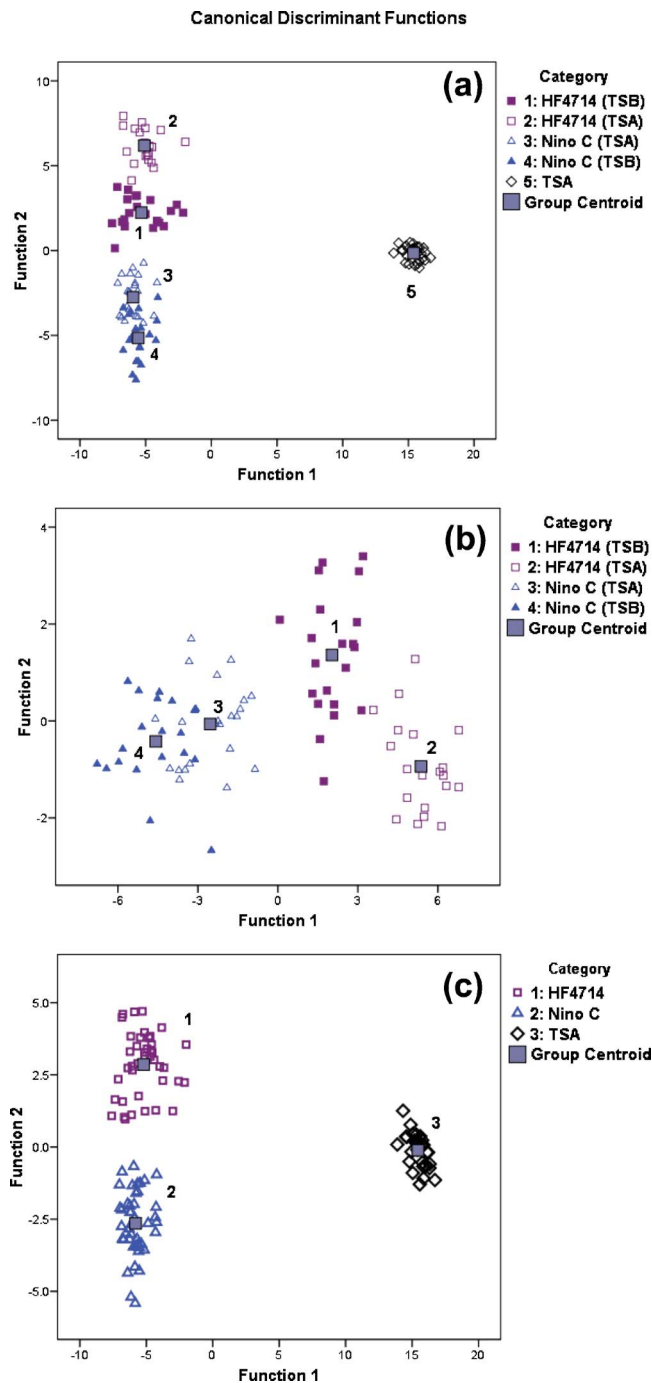 Canonical Discriminant Functions
(a)
Category
1: HF4714 (TSB)
2: HF4714 (TSA)
3: Nino C (TSA)
4: Nino C (TSB)
5: TSA
Group Centroid
10
5
0
-5
-10
Function 2
2
1
3
4
5
-10 -5 0 5 10 15 20
Function 1
(b)
Category
1: HF4714 (TSB)
2: HF4714 (TSA)
3: Nino C (TSA)
4: Nino C (TSB)
Group Centroid
4
2
0
-2
Function 2
1
3
4
2
-6 -3 0 3 6
Function 1
(c)
Category
1: HF4714
2: Nino C
3: TSA
Group Centroid
5.0
2.5
0.0
-2.5
-5.0
Function 2
1
3
2
-10 -5 0 5 10 15 20
Function 1